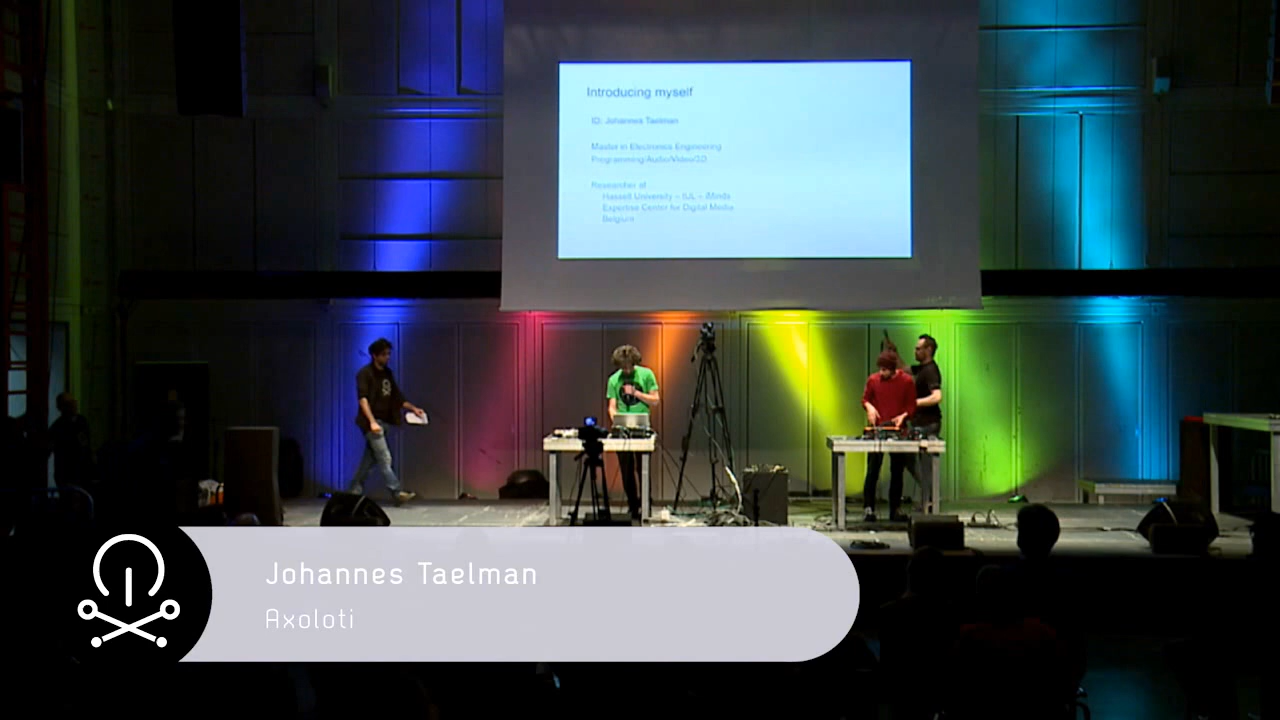 Introducing myself
ID: Johannes Taelman
Master in Electronics Engineering
Programming/Audio/Video/3D
Researcher at
Hasselt University – tUL – iMinds
Expertise Center for Digital Media
Belgium
Johannes Taelman
Axoloti